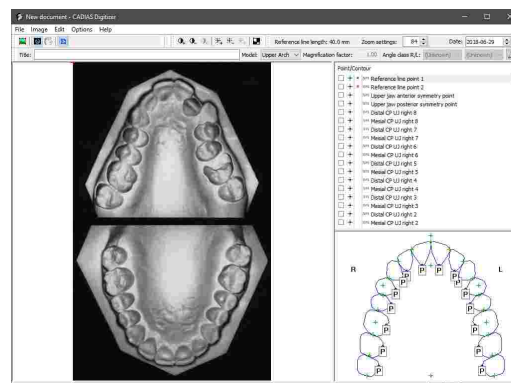 New document - CADIAS Digitizer
File Image Edit Options Help
Reference line length: 40.0 mm Zoom settings: 84 Date: 2018-06-29
Title: Model: Upper Arch Magnification factor: 1.00 Angle class R/L: (Unknown) (Unknown)
Point/Contour
Reference line point 1
Reference line point 2
Upper jaw anterior symmetry point
Upper jaw posterior symmetry point
Distal CP UJ right 8
Mesial CP UJ right 8
Distal CP UJ right 7
Mesial CP UJ right 7
Distal CP UJ right 6
Mesial CP UJ right 6
Distal CP UJ right 5
Mesial CP UJ right 5
Distal CP UJ right 4
Mesial CP UJ right 4
Distal CP UJ right 3
Mesial CP UJ right 3
Distal CP UJ right 2
Mesial CP UJ right 2
R L
P P P P
P P
P P
P P
P P
P P
P P